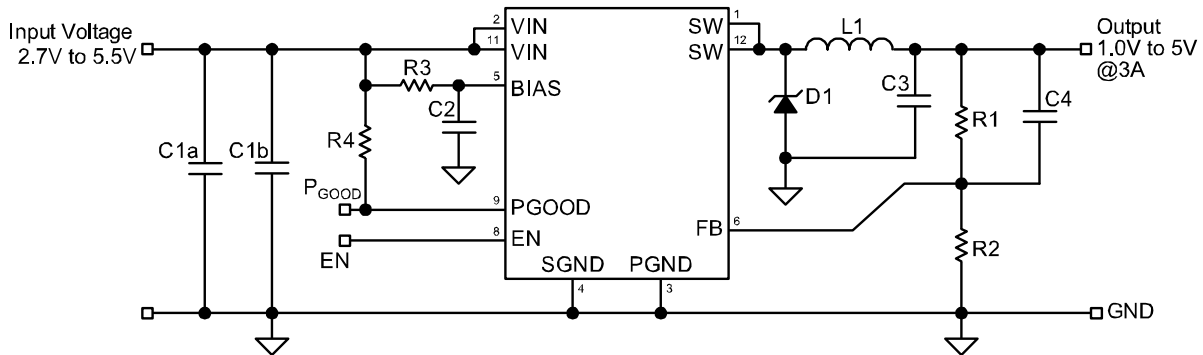 Input Voltage
2.7V to 5.5V
2
VIN
11
VIN
R3
5
BIAS
C2
R4
C1a
C1b
PGOOD
9
PGOOD
8
EN
EN
SGND
4
PGND
3
1
SW
12
SW
L1
D1
C3
R1
C4
FB
6
R2
Output
1.0V to 5V
@3A
GND